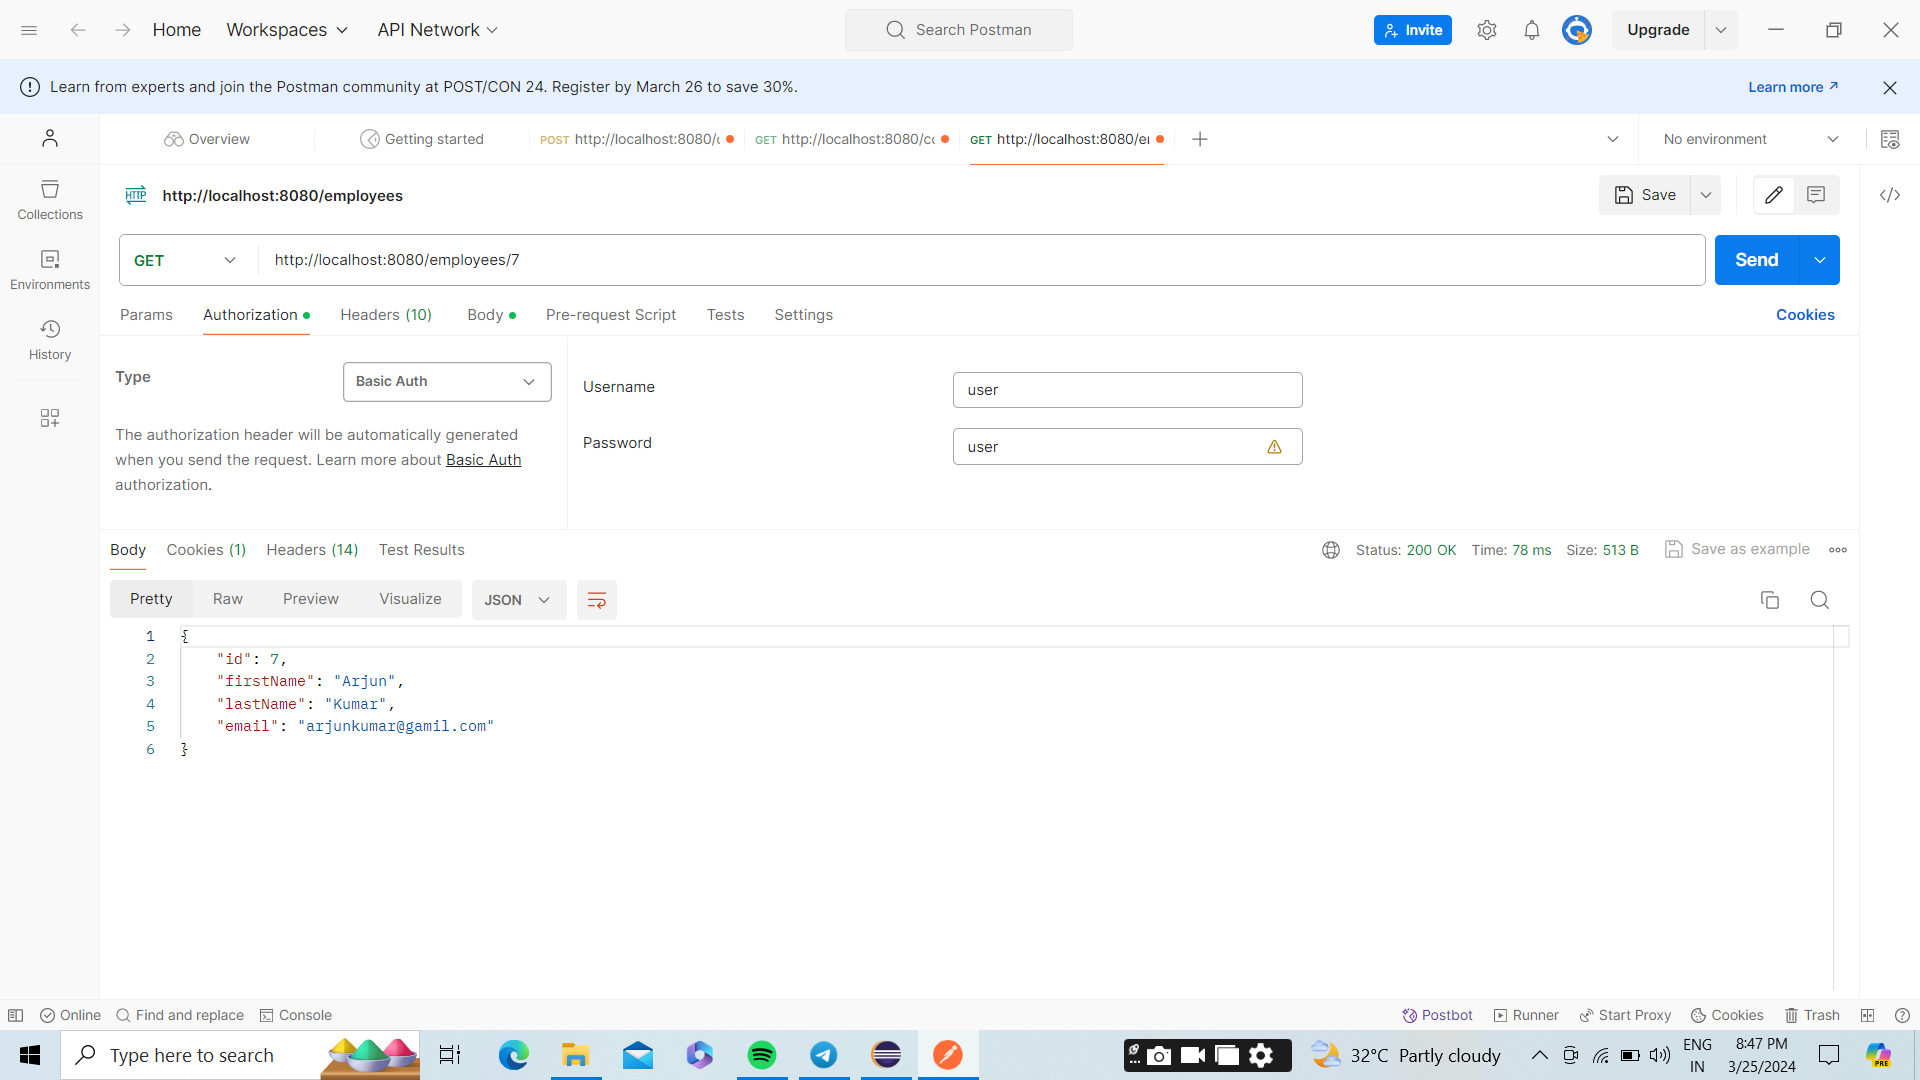 Home Workspaces API Network Search Postman Invite Upgrade
Learn from experts and join the Postman community at POST/CON 24. Register by March 26 to save 30%. Learn more
Overview Getting started POST http://localhost:8080/ GET http://localhost:8080/ GET http://localhost:8080/ No environment
HTTP http://localhost:8080/employees Save
Collections
GET http://localhost:8080/employees/7 Send
Environments
Params Authorization Headers (10) Body Pre-request Script Tests Settings Cookies
History
Type Basic Auth
Username user
The authorization header will be automatically generated
when you send the request. Learn more about Basic Auth
authorization.
Password user
Body Cookies (1) Headers (14) Test Results Status: 200 OK Time: 78 ms Size: 513 B Save as example
Pretty Raw Preview Visualize JSON
1 {
2 "id": 7,
3 "firstName": "Arjun",
4 "lastName": "Kumar",
5 "email": "arjunkumar@gamil.com"
6 }
Online Find and replace Console Postbot Runner Start Proxy Cookies Trash
Type here to search 32°C Partly cloudy ENG IN 8:47 PM 3/25/2024 PRE